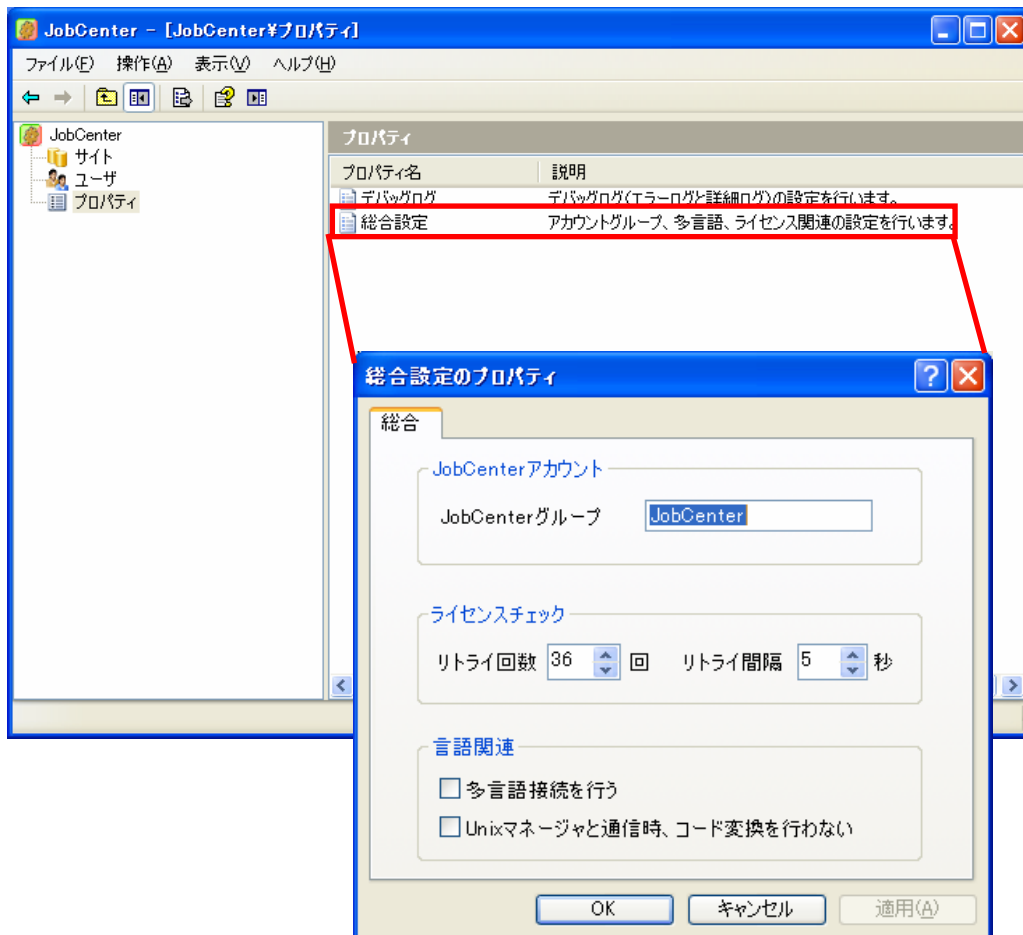 JobCenter - [JobCenter¥プロパティ]
ファイル(F) 操作(A) 表示(V) ヘルプ(H)
JobCenter
サイト
ユーザ
プロパティ
プロパティ
プロパティ名 説明
デバッグログ デバッグログ(エラーログと詳細ログ)の設定を行います。
総合設定 アカウントグループ、多言語、ライセンス関連の設定を行います。
総合設定のプロパティ
総合
JobCenterアカウント
JobCenterグループ JobCenter
ライセンスチェック
リトライ回数 36 回 リトライ間隔 5 秒
言語関連
多言語接続を行う
Unixマネージャと通信時、コード変換を行わない
OK キャンセル 適用(A)